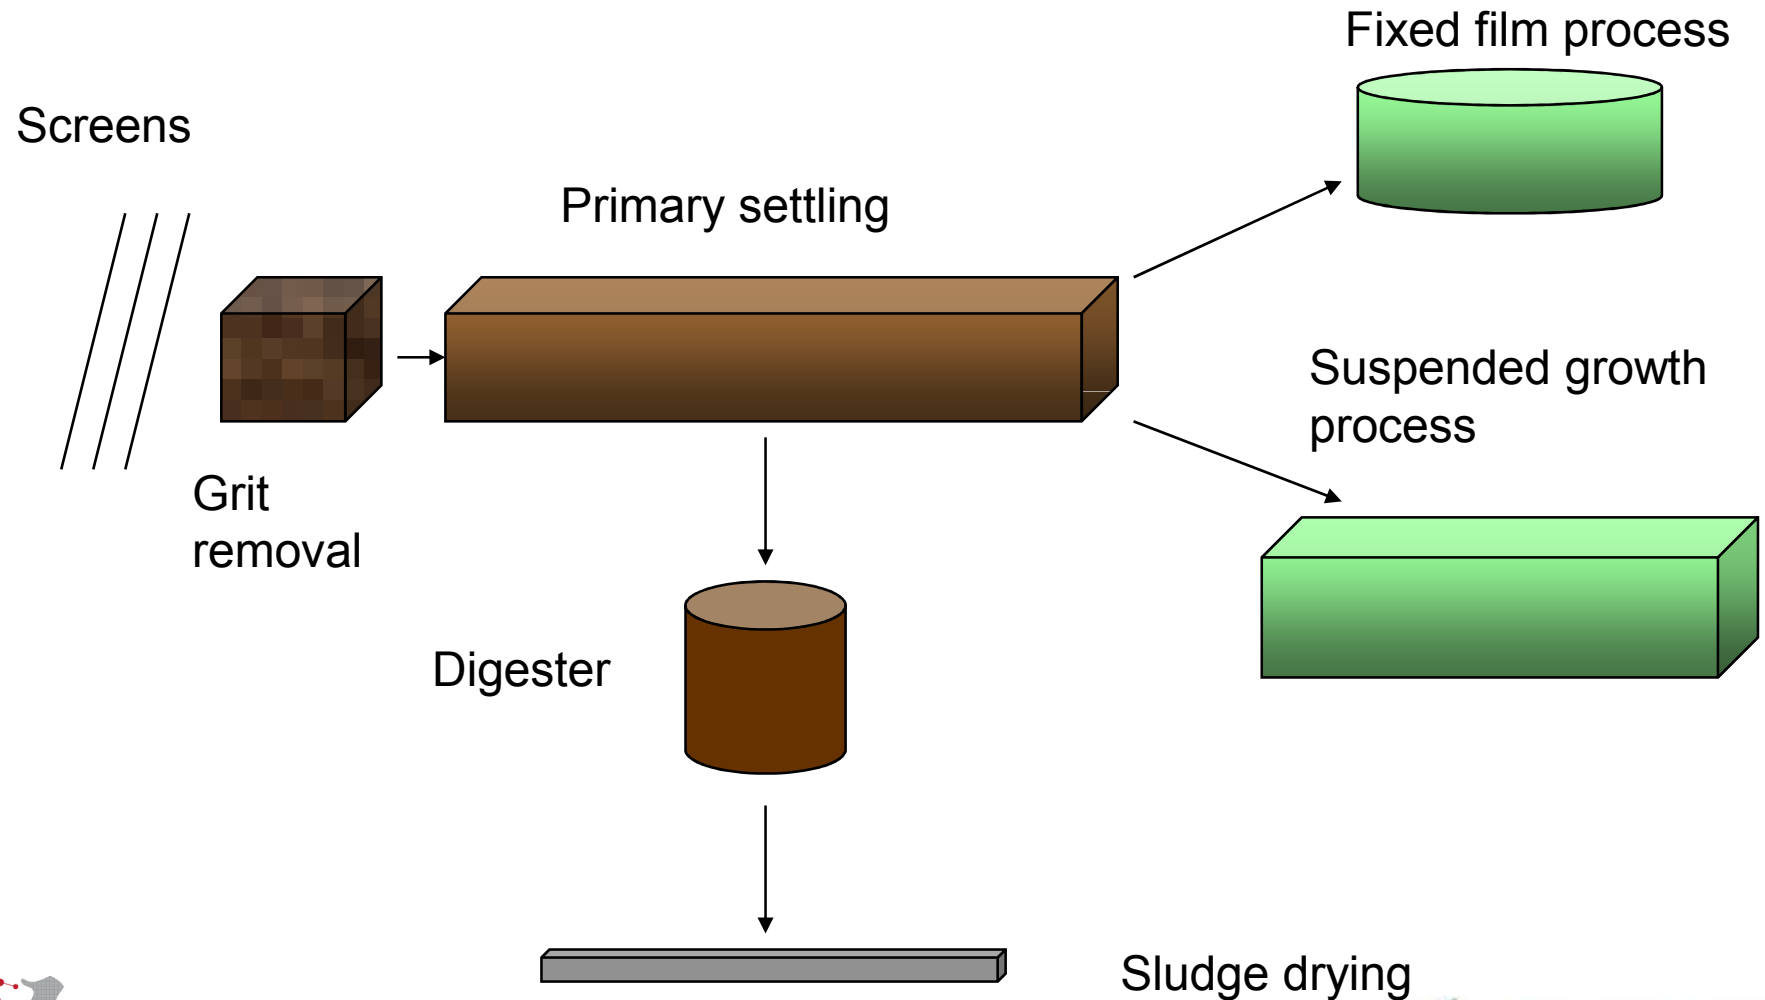 Fixed film process
Screens
Primary settling
Suspended growth
process
Grit
removal
Digester
Sludge drying